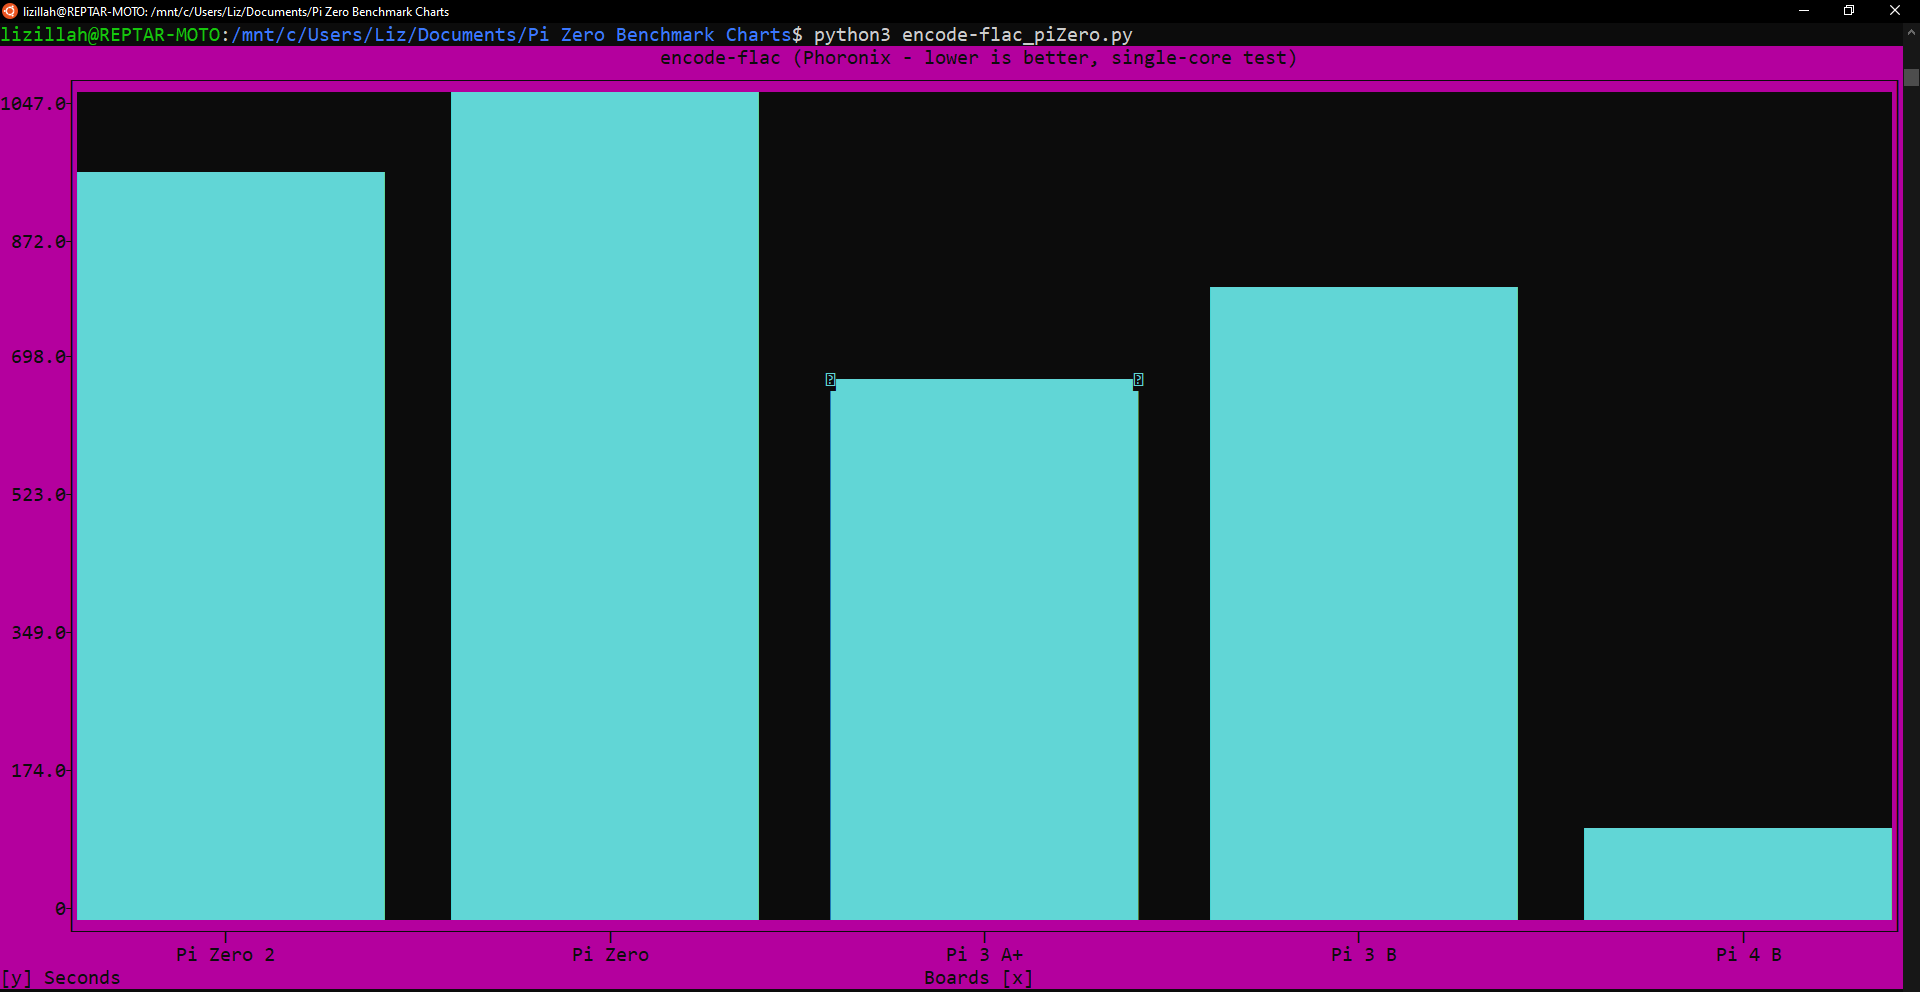 lizillah@REPTAR-MOTO: /mnt/c/Users/Liz/Documents/Pi Zero Benchmark Charts
lizillah@REPTAR-MOTO:/mnt/c/Users/Liz/Documents/Pi Zero Benchmark Charts$ python3 encode-flac_piZero.py
encode-flac (Phoronix - lower is better, single-core test)
1047.0
872.0
698.0
523.0
349.0
174.0
0
Pi Zero 2 Pi Zero Pi 3 A+ Pi 3 B Pi 4 B
[y] Seconds Boards [x]